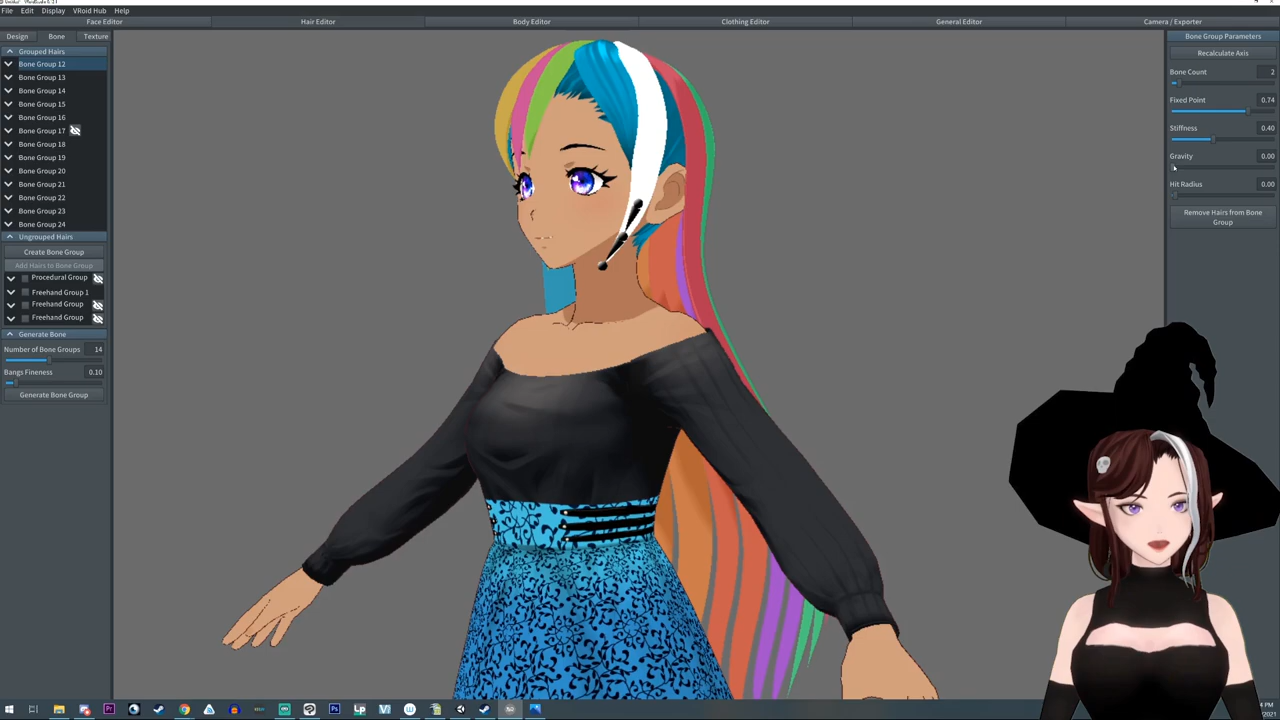 File Edit Display VRoid Hub Help
Face Editor Hair Editor Body Editor Clothing Editor General Editor Camera / Exporter
Design Bone Texture
Grouped Hairs
Bone Group 12
Bone Group 13
Bone Group 14
Bone Group 15
Bone Group 16
Bone Group 17
Bone Group 18
Bone Group 19
Bone Group 20
Bone Group 21
Bone Group 22
Bone Group 23
Bone Group 24
Ungrouped Hairs
Create Bone Group
Add Hairs to Bone Group
Procedural Group
Freehand Group 1
Freehand Group
Freehand Group
Generate Bone
Number of Bone Groups 14
Bangs Fineness 0.10
Generate Bone Group
Bone Group Parameters
Recalculate Axis
Bone Count 2
Fixed Point 0.74
Stiffness 0.40
Gravity 0.00
Hit Radius 0.00
Remove Hairs from Bone
Group